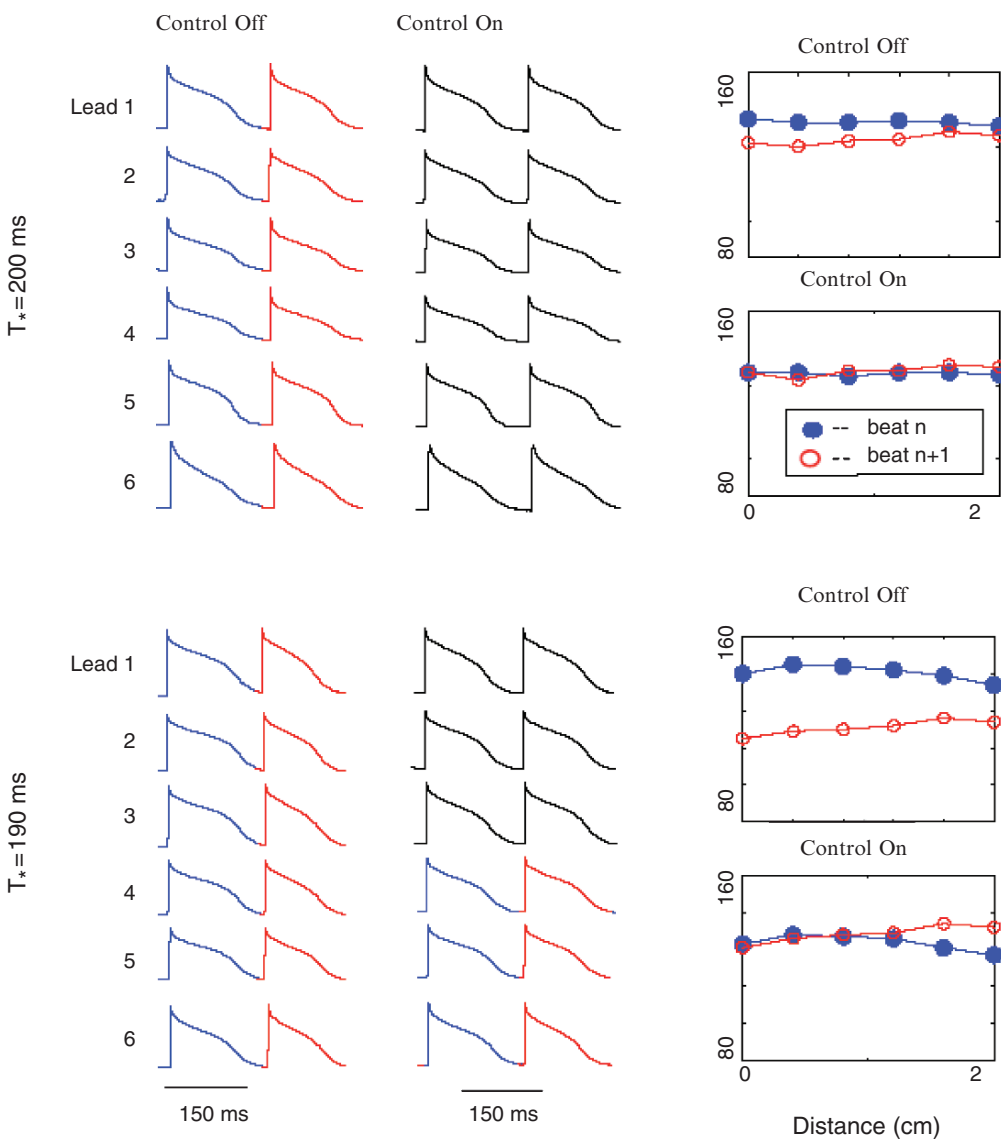 Control Off
Control On
Control Off
Lead 1
2
3
4
5
6
T*=200 ms
160
80
Control On
160
80
0
2
-- beat n
-- beat n+1
Control Off
Lead 1
2
3
4
5
6
T*=190 ms
160
80
Control On
160
80
0
2
150 ms
150 ms
Distance (cm)